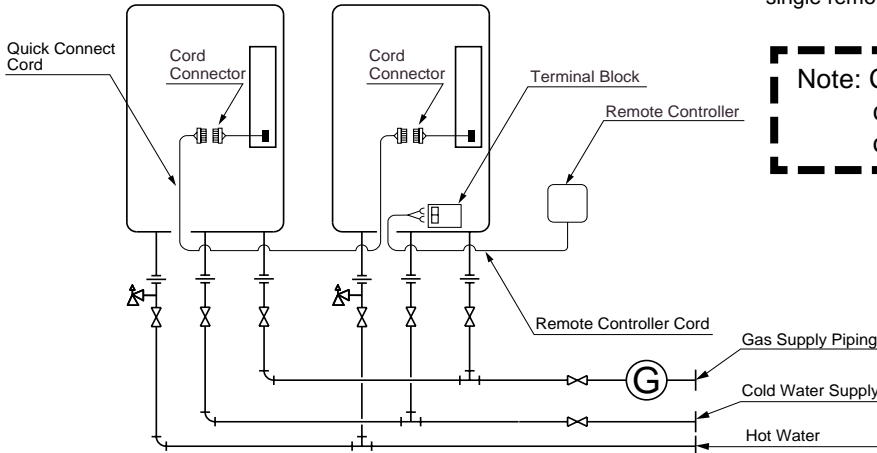 single remo
Quick Connect
Cord
Cord
Connector
Cord
Connector
Terminal Block
Remote Controller
Note: C
Remote Controller Cord
Gas Supply Piping
G
Cold Water Supply
Hot Water